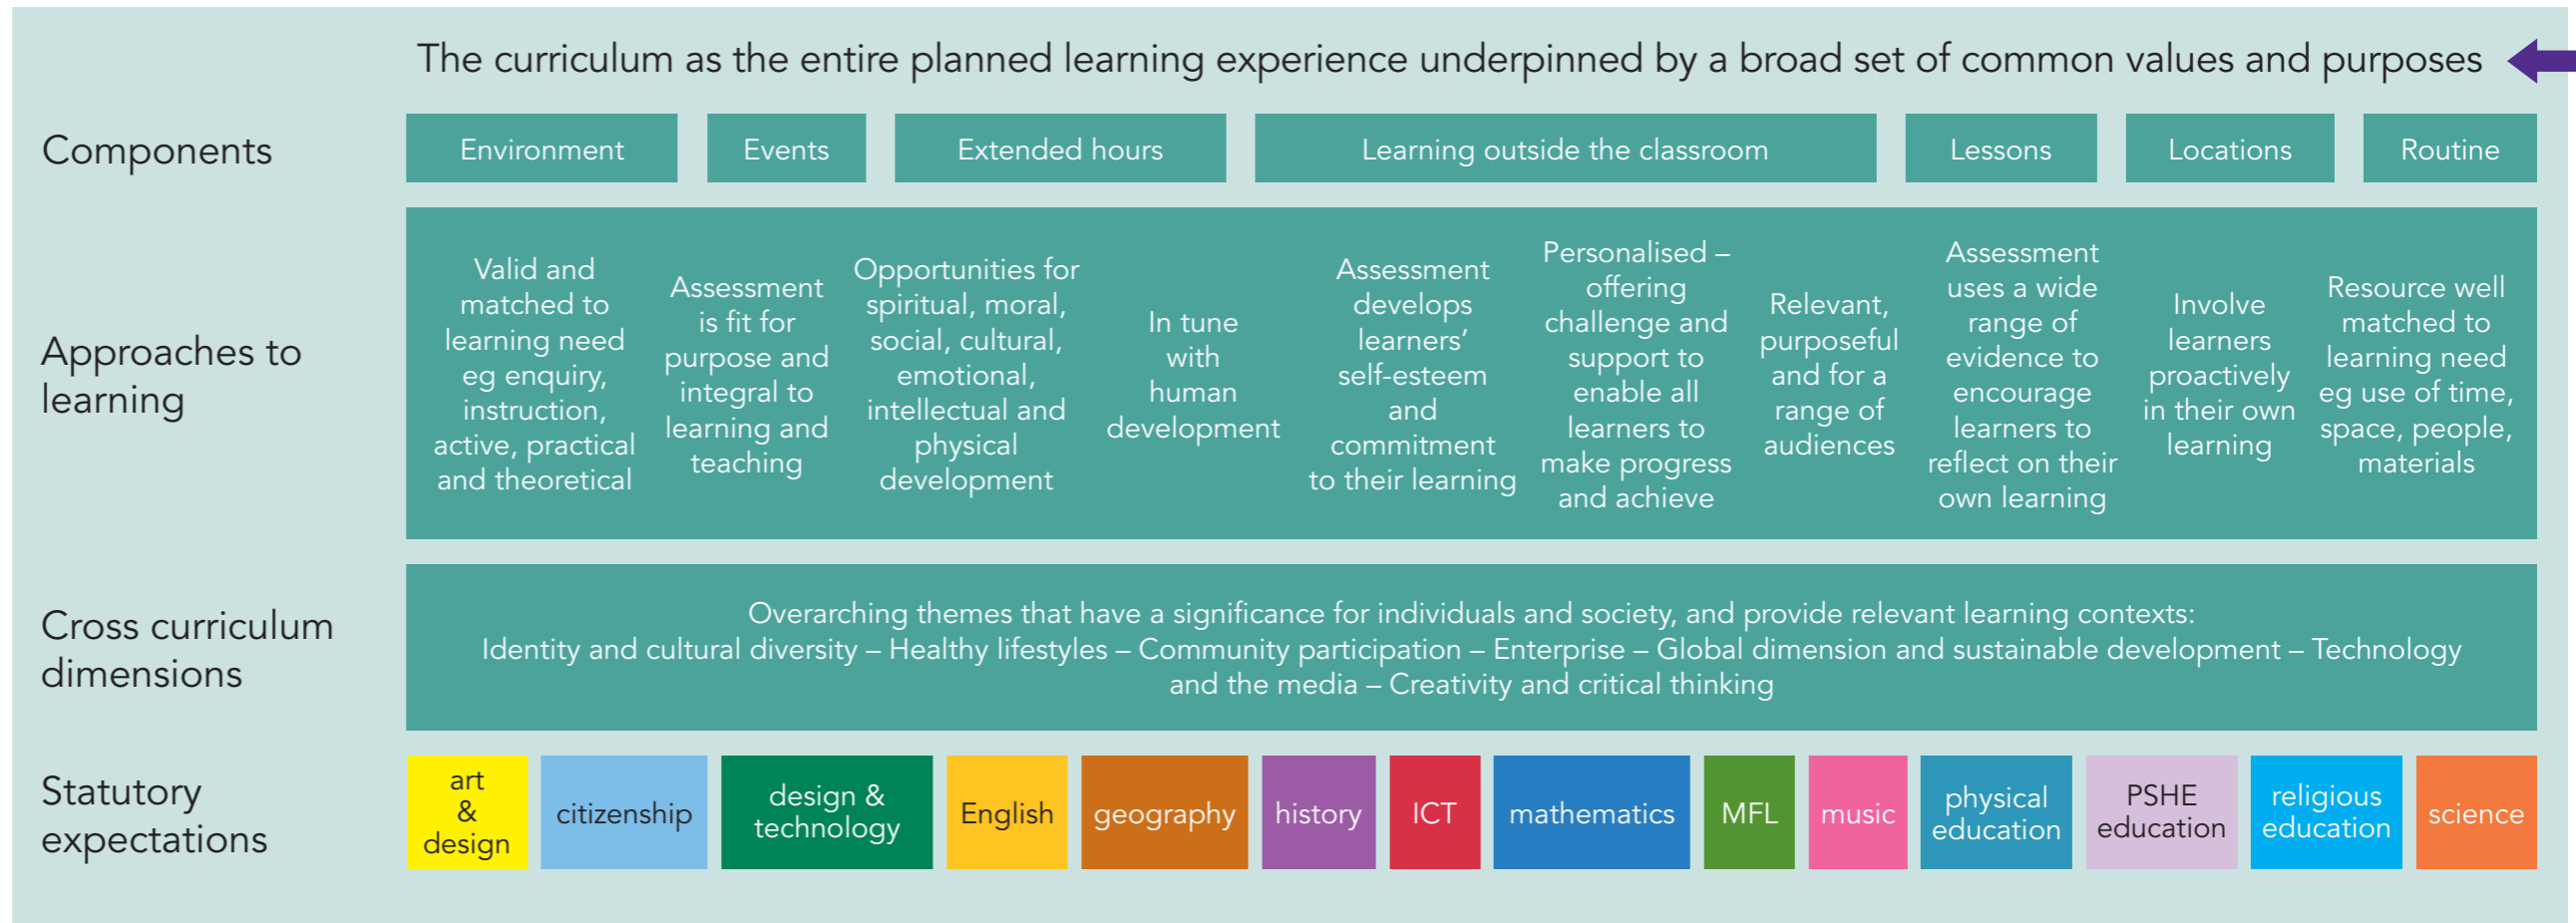 The curriculum as the entire planned learning experience underpinned by a broad set of common values and purposes
Components
Environment
Events
Extended hours
Learning outside the classroom
Lessons
Locations
Routine
Approaches to
learning
Valid and
matched to
learning need
eg enquiry,
instruction,
active, practical
and theoretical
Assessment
is fit for
purpose and
integral to
learning and
teaching
Opportunities for
spiritual, moral,
social, cultural,
emotional,
intellectual and
physical
development
In tune
with
human
development
Assessment
develops
learners’
self-esteem
and
commitment
to their learning
Personalised –
offering
challenge and
support to
enable all
learners to
make progress
and achieve
Relevant,
purposeful
and for a
range of
audiences
Assessment
uses a wide
range of
evidence to
encourage
learners to
reflect on their
own learning
Involve
learners
proactively
in their own
learning
Resource well
matched to
learning need
eg use of time,
space, people,
materials
Cross curriculum
dimensions
Overarching themes that have a significance for individuals and society, and provide relevant learning contexts:
Identity and cultural diversity – Healthy lifestyles – Community participation – Enterprise – Global dimension and sustainable development – Technology
and the media – Creativity and critical thinking
Statutory
expectations
art
&
design
citizenship
design &
technology
English
geography
history
ICT
mathematics
MFL
music
physical
education
PSHE
education
religious
education
science